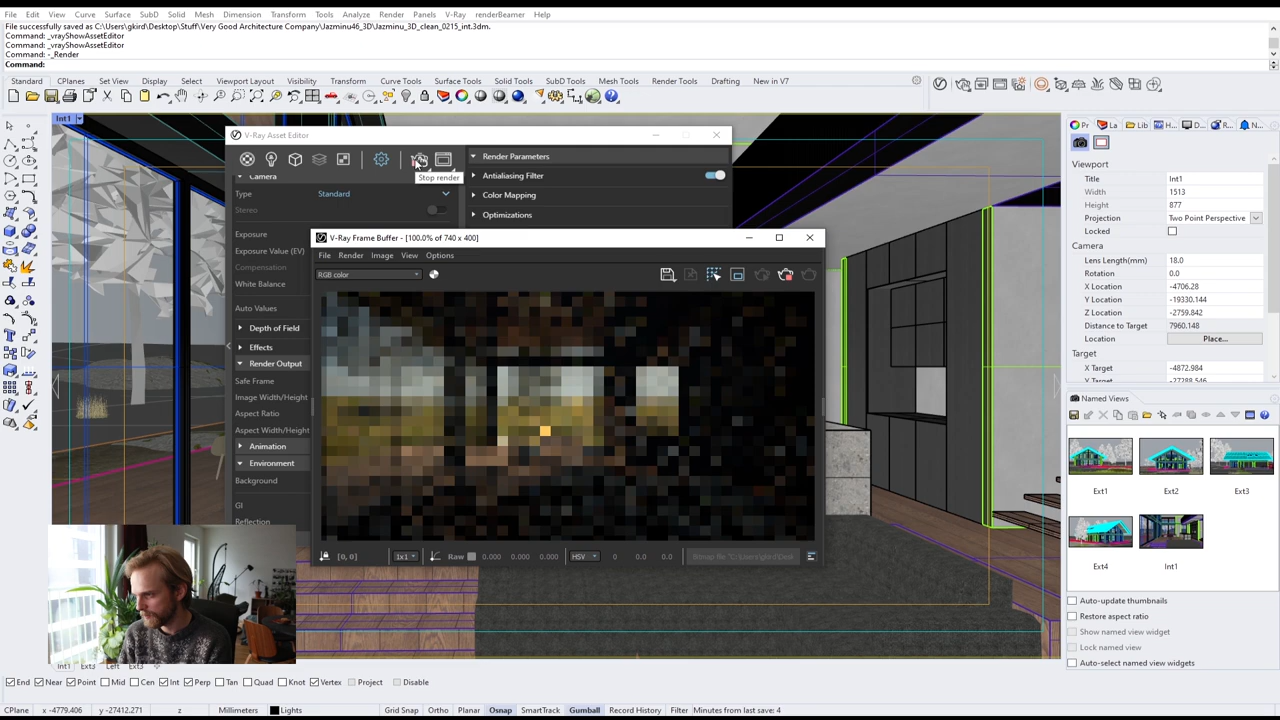 File Edit View Curve Surface SubD Solid Mesh Dimension Transform Tools Analyze Render Panels V-Ray renderBeamer Help
File successfully saved as C:\Users\gkird\Desktop\Stuff\Very Good Architecture Company\Jazminu46_3D\Jazminu_3D_clean_0215_int.3dm.
Command: _vrayShowAssetEditor
Command: _vrayShowAssetEditor
Command: -_Render
Command:
Standard CPlanes Set View Display Select Viewport Layout Visibility Transform Curve Tools Surface Tools Solid Tools SubD Tools Mesh Tools Render Tools Drafting New in V7
Int1
V-Ray Asset Editor
Stop render
Camera
Type Standard
Stereo
Exposure
Exposure Value (EV)
Compensation
White Balance
Auto Values
Depth of Field
Effects
Render Output
Safe Frame
Image Width/Height
Aspect Ratio
Aspect Width/Height
Animation
Environment
Background
GI
Reflection
Render Parameters
Antialiasing Filter
Color Mapping
Optimizations
V-Ray Frame Buffer - [100.0% of 740 x 400]
File Render Image View Options
RGB color
[0, 0] 1x1 Raw 0.000 0.000 0.000 HSV 0 0.0 0.0
Pr La Lib H... D... R... N...
Viewport
Title Int1
Width 1513
Height 877
Projection Two Point Perspective
Locked
Camera
Lens Length(mm) 18.0
Rotation 0.0
X Location -4706.28
Y Location -19330.144
Z Location -2759.842
Distance to Target 7960.148
Location Place...
Target
X Target -4872.984
Y Target -27288.546
Named Views
Ext1 Ext2 Ext3
Ext4 Int1
Auto-update thumbnails
Restore aspect ratio
Show named view widget
Lock named view
Auto-select named view widgets
Int1 Ext3 Left Ext3
End Near Point Mid Cen Int Perp Tan Quad Knot Vertex Project Disable
CPlane x -4779.406 y -27412.271 z Millimeters Lights Grid Snap Ortho Planar Osnap SmartTrack Gumball Record History Filter Minutes from last save: 4